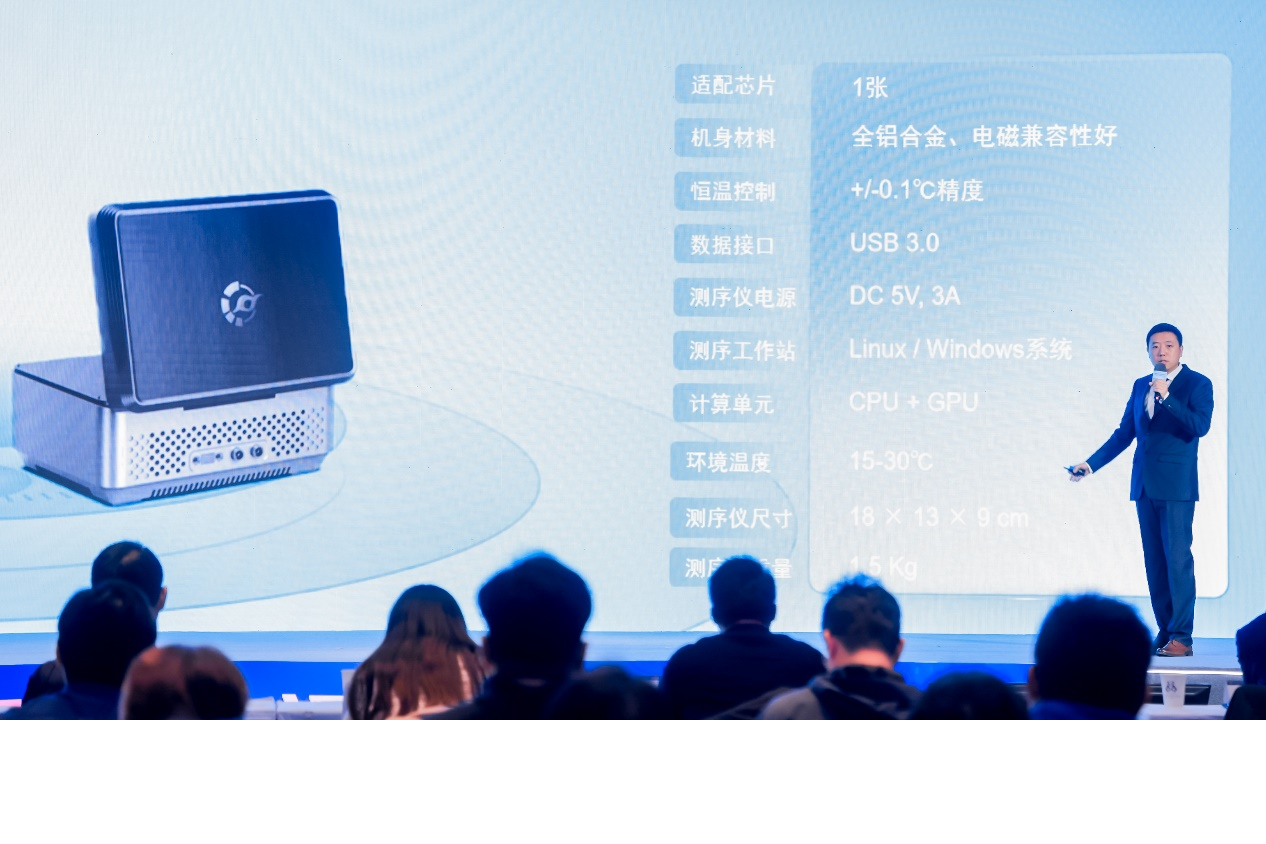 适配芯片 1张
机身材料 全铝合金、电磁兼容性好
恒温控制 +/-0.1℃精度
数据接口 USB 3.0
测序仪电源 DC 5V, 3A
测序工作站 Linux / Windows系统
计算单元 CPU + GPU
环境温度 15-30℃
测序仪尺寸 18 × 13 × 9 cm
测序 量 1.5 Kg